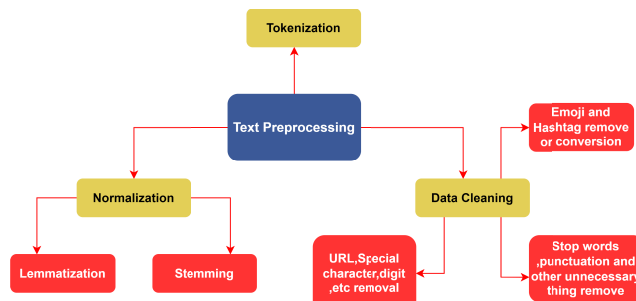 Tokenization
Text Preprocessing
Emoji and
Hashtag remove
or conversion
Normalization
Data Cleaning
Lemmatization
Stemming
URL,Special
character,digit
,etc removal
Stop words
,punctuation and
other unnecessary
thing remove